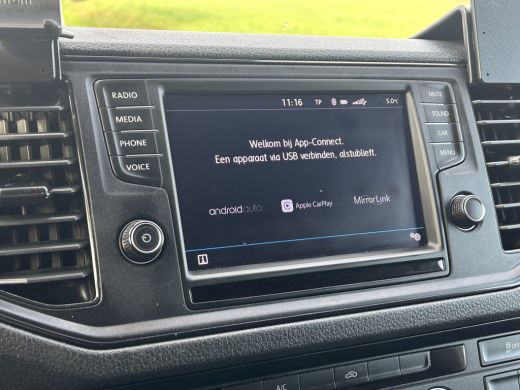 RADIO
MEDIA
PHONE
VOICE
11:16 TP 5.0°C
Welkom bij App-Connect.
Een apparaat via USB verbinden, alstublieft.
androidauto Apple CarPlay MirrorLink
MUTE
SOUND
CAR
MENU
A/C
OFF